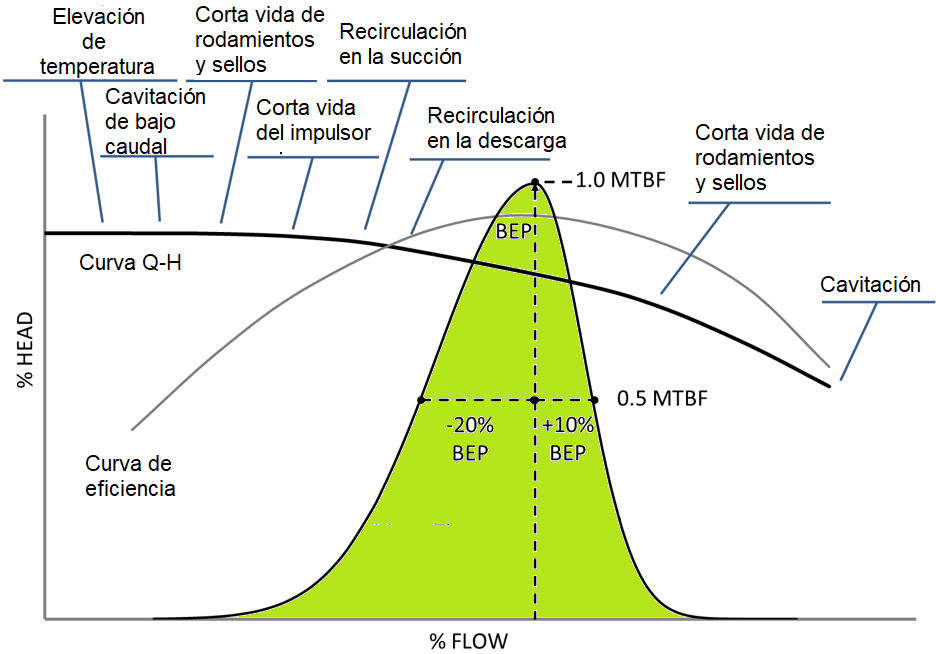 Elevación
de
temperatura
Cavitación
de bajo
caudal
Corta vida de
rodamientos
y sellos
Corta vida
del impulsor
Recirculación
en la succión
Recirculación
en la descarga
Corta vida de
rodamientos
y sellos
Cavitación
1.0 MTBF
BEP
Curva Q-H
% HEAD
0.5 MTBF
-20%
BEP
+10%
BEP
Curva de
eficiencia
% FLOW